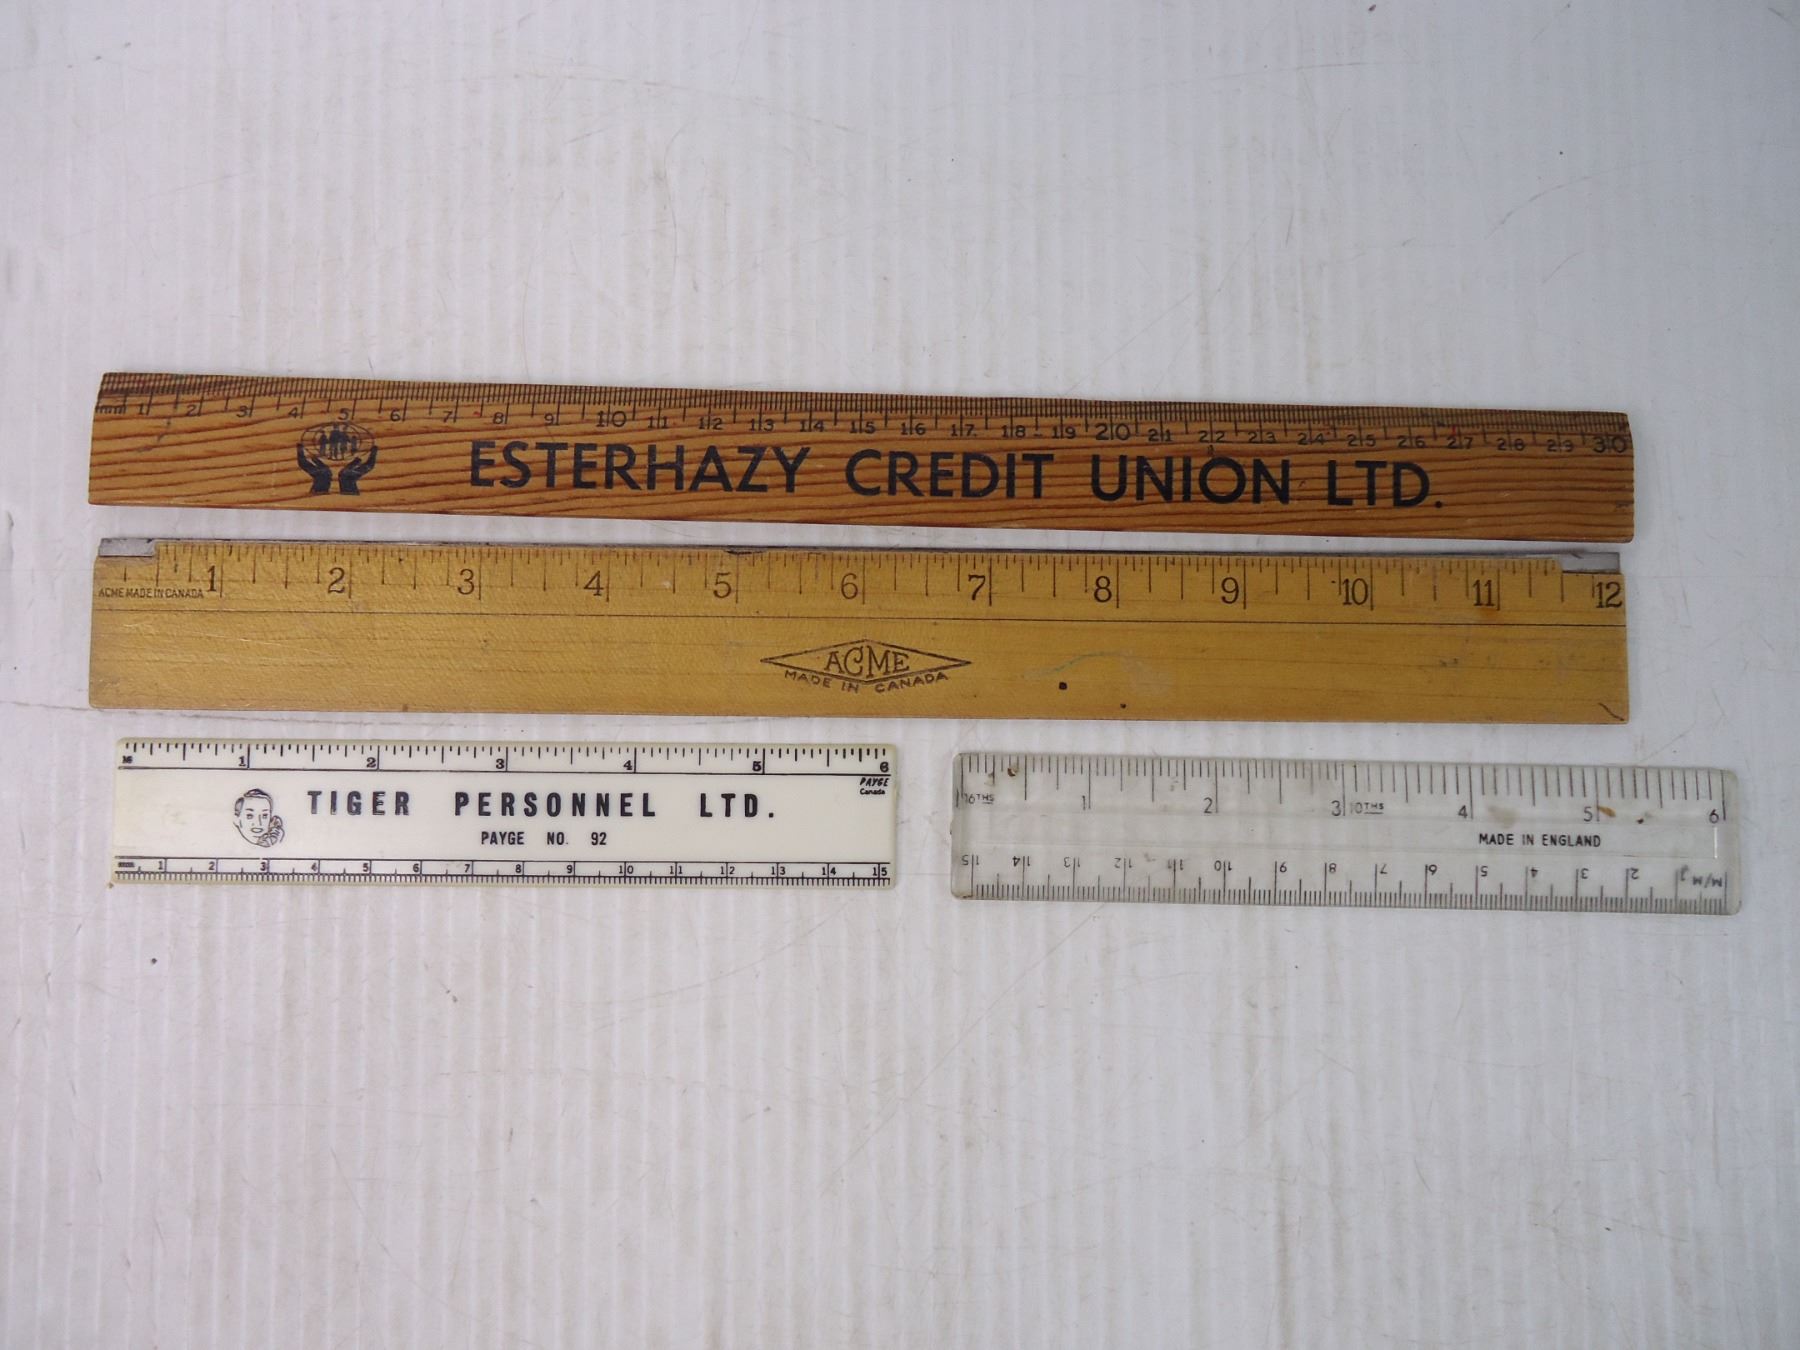 mm 1 2 3 4 5 6 7 8 9 10 11 12 13 14 15 16 17 18 19 20 21 22 23 24 25 26 27 28 29 30
ESTERHAZY CREDIT UNION LTD.
1 2 3 4 5 6 7 8 9 10 11 12
ACME MADE IN CANADA
ACME
MADE IN CANADA
16 1 2 3 4 5 6
PAYGE
Canada
TIGER PERSONNEL LTD.
PAYGE NO. 92
mm 1 2 3 4 5 6 7 8 9 10 11 12 13 14 15
16THS 1 2 3 10THS 4 5 6
MADE IN ENGLAND
M/M 1 2 3 4 5 6 7 8 9 10 11 12 13 14 15